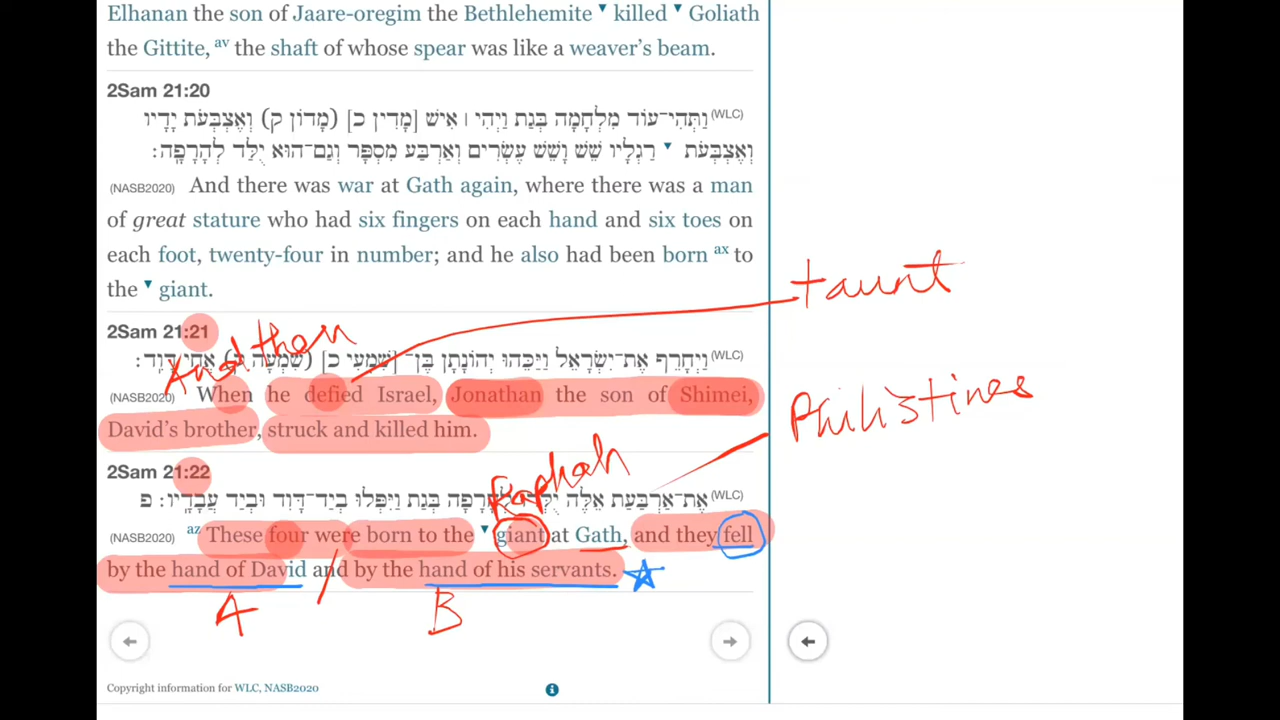 Elhanan the son of Jaare-oregim the Bethlehemite ▼ killed ▼ Goliath
the Gittite, av the shaft of whose spear was like a weaver's beam.
2Sam 21:20
(WLC) וַתְּהִי־עוֹד מִלְחָמָה בְּגַת וַיְהִי ׀ אִישׁ [מָדִין כ] (מָדוֹן ק) וְאֶצְבְּעֹת יָדָיו
וְאֶצְבְּעֹת ▼ רַגְלָיו שֵׁשׁ וָשֵׁשׁ עֶשְׂרִים וְאַרְבַּע מִסְפָּר וְגַם־הוּא יֻלַּד לְהָרָפָה׃
(NASB2020) And there was war at Gath again, where there was a man
of great stature who had six fingers on each hand and six toes on
each foot, twenty-four in number; and he also had been born ax to
the ▼ giant.
taunt
2Sam 21:21
And then
(WLC) וַיְחָרֵף אֶת־יִשְׂרָאֵל וַיַּכֵּהוּ יְהוֹנָתָן בֶּן־ [שִׁמְעִי כ] (שִׁמְעָה ק) אֲחִי דָוִד׃
(NASB2020) When he defied Israel, Jonathan the son of Shimei,
David's brother, struck and killed him.
Philistines
2Sam 21:22
Raphah
(WLC) אֶת־אַרְבַּעַת אֵלֶּה לְהָרָפָה בְּגַת וַיִּפְּלוּ בְיַד־דָּוִד וּבְיַד עֲבָדָיו׃ פ
(NASB2020) az These four were born to the ▼ giant at Gath, and they fell
by the hand of David and by the hand of his servants.
A B
Copyright information for WLC, NASB2020